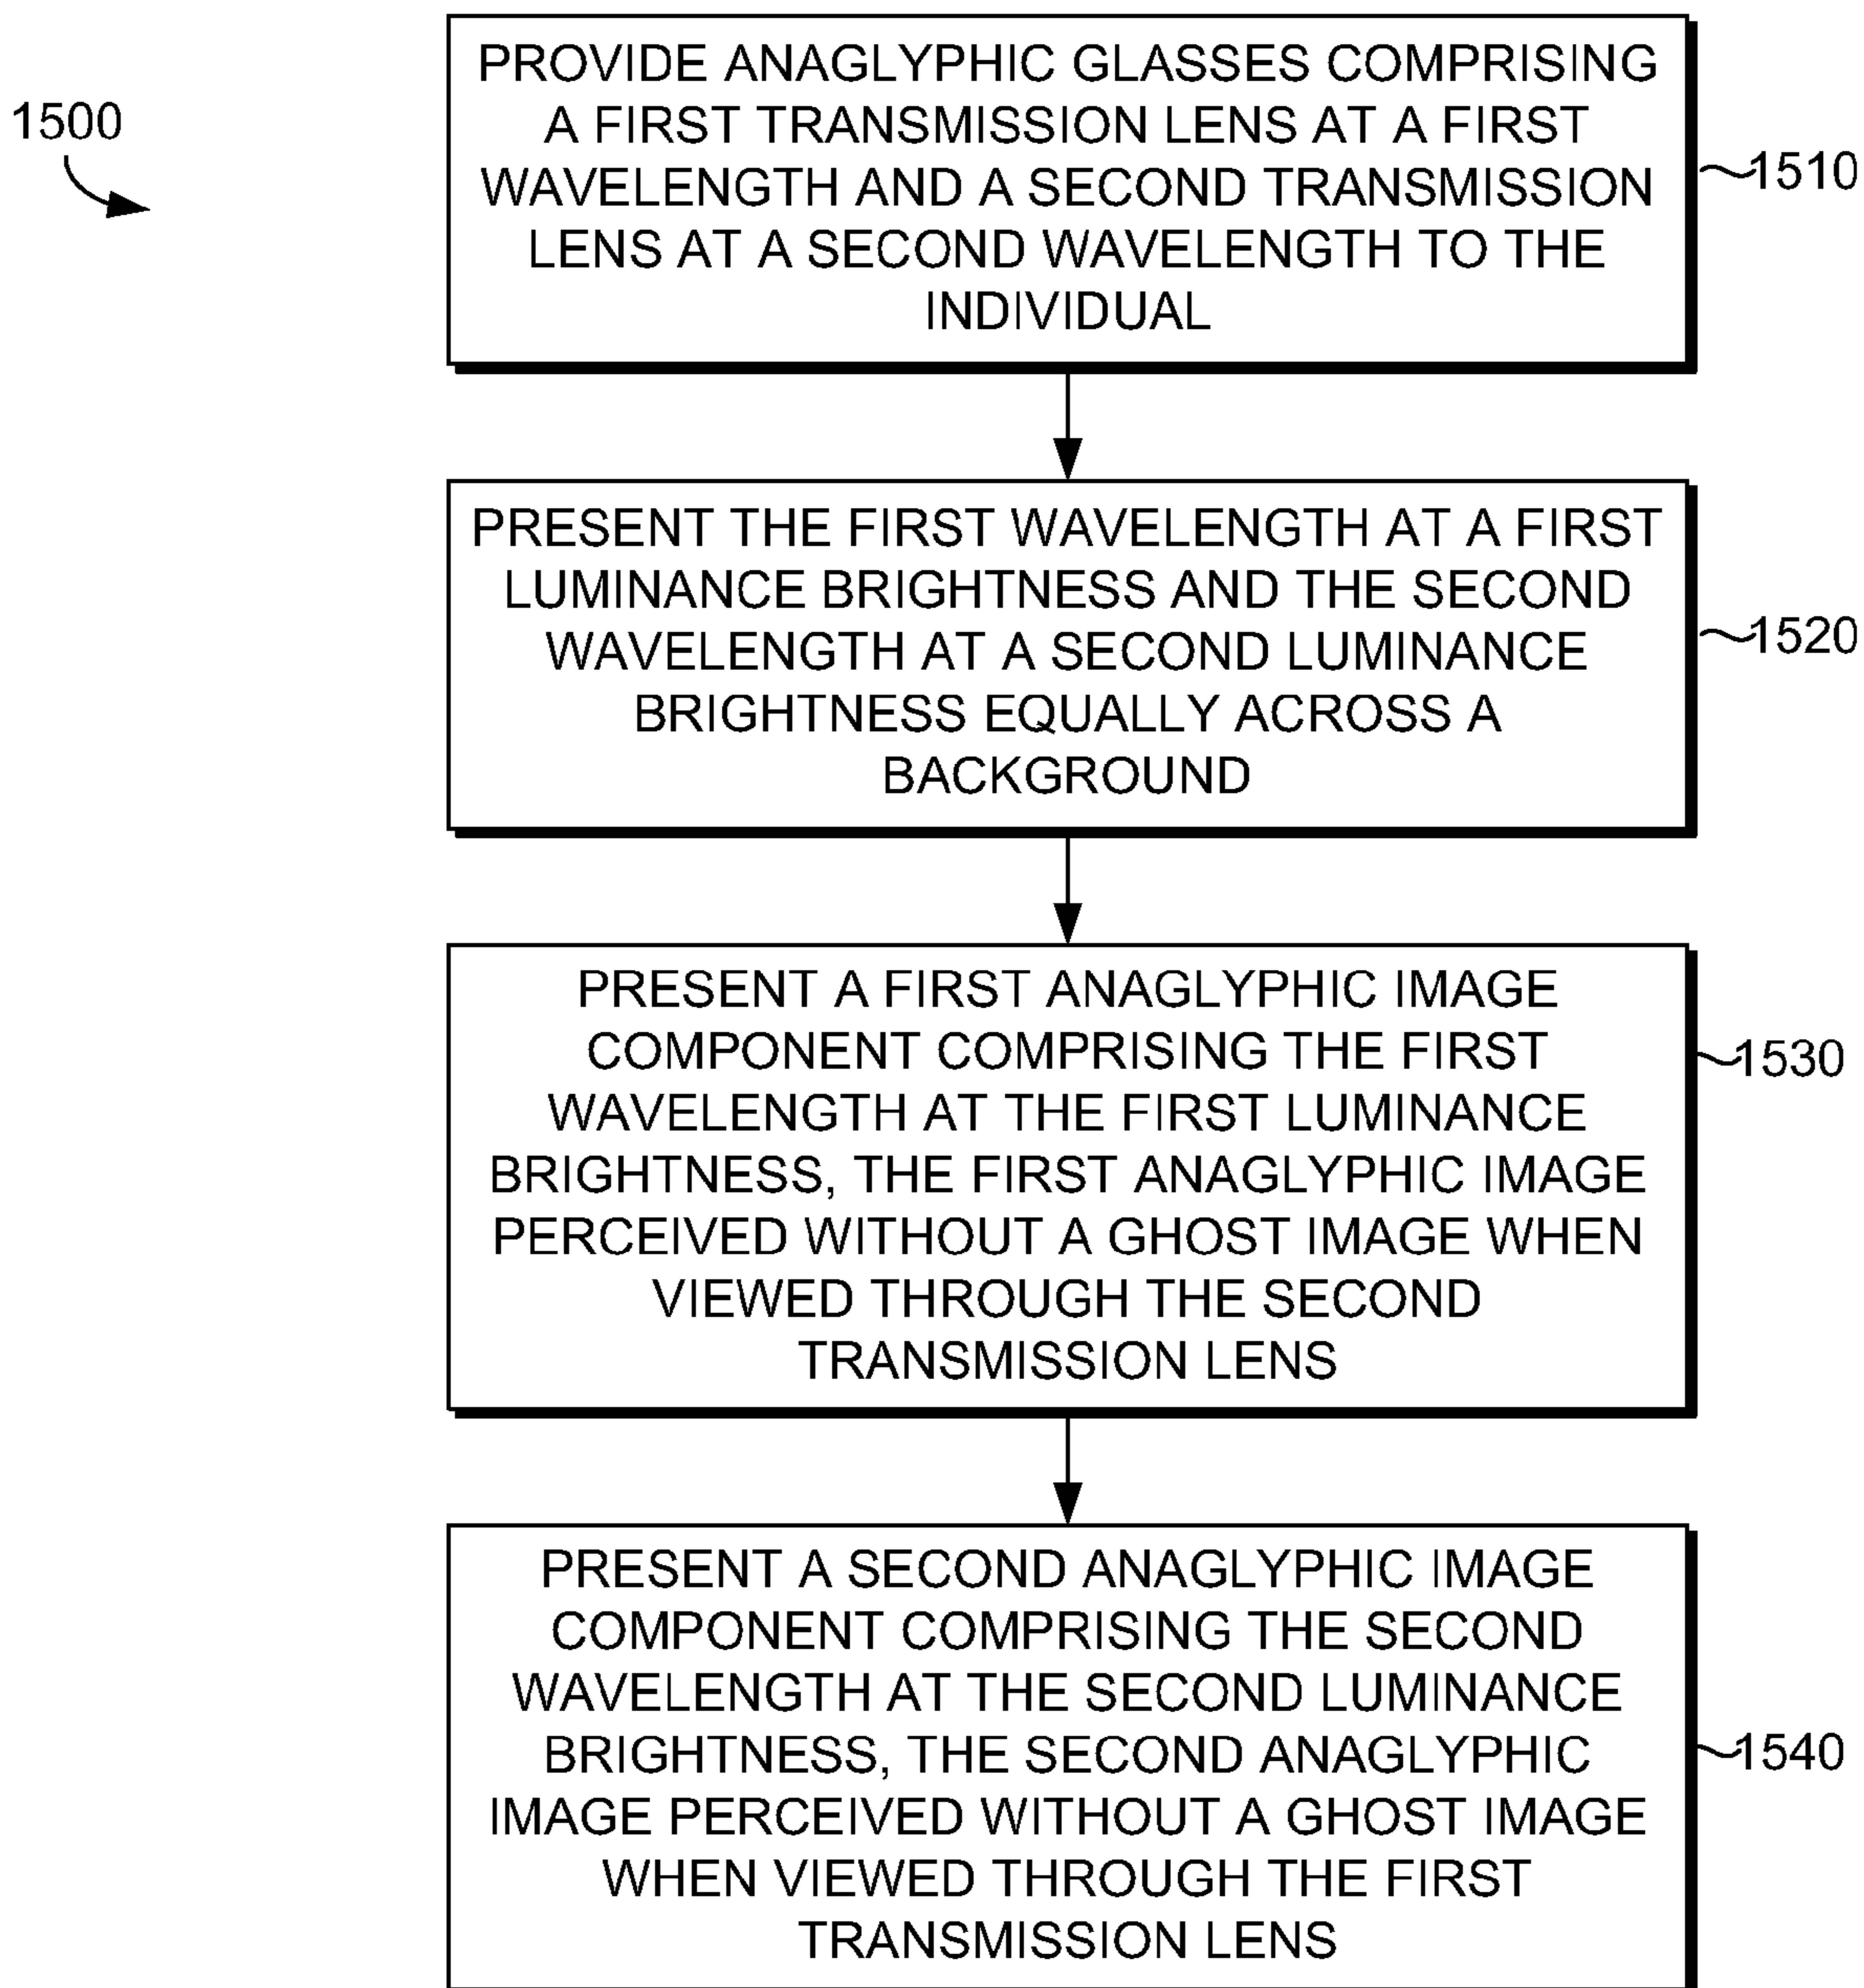 1500
PROVIDE ANAGLYPHIC GLASSES COMPRISING
A FIRST TRANSMISSION LENS AT A FIRST
WAVELENGTH AND A SECOND TRANSMISSION
LENS AT A SECOND WAVELENGTH TO THE
INDIVIDUAL
1510
PRESENT THE FIRST WAVELENGTH AT A FIRST
LUMINANCE BRIGHTNESS AND THE SECOND
WAVELENGTH AT A SECOND LUMINANCE
BRIGHTNESS EQUALLY ACROSS A
BACKGROUND
1520
PRESENT A FIRST ANAGLYPHIC IMAGE
COMPONENT COMPRISING THE FIRST
WAVELENGTH AT THE FIRST LUMINANCE
BRIGHTNESS, THE FIRST ANAGLYPHIC IMAGE
PERCEIVED WITHOUT A GHOST IMAGE WHEN
VIEWED THROUGH THE SECOND
TRANSMISSION LENS
1530
PRESENT A SECOND ANAGLYPHIC IMAGE
COMPONENT COMPRISING THE SECOND
WAVELENGTH AT THE SECOND LUMINANCE
BRIGHTNESS, THE SECOND ANAGLYPHIC
IMAGE PERCEIVED WITHOUT A GHOST IMAGE
WHEN VIEWED THROUGH THE FIRST
TRANSMISSION LENS
1540